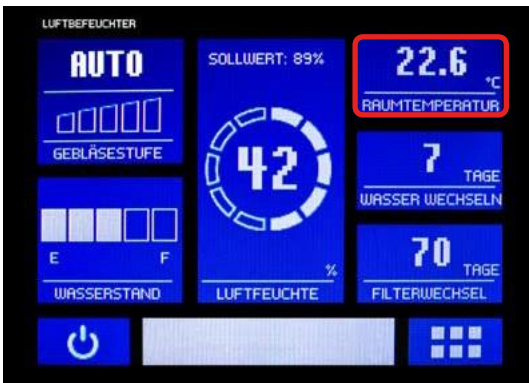 LUFTBEFEUCHTER
AUTO
GEBLÄSESTUFE
E F
WASSERSTAND
SOLLWERT: 89%
42
%
LUFTFEUCHTE
22.6 °C
RAUMTEMPERATUR
7 TAGE
WASSER WECHSELN
70 TAGE
FILTERWECHSEL